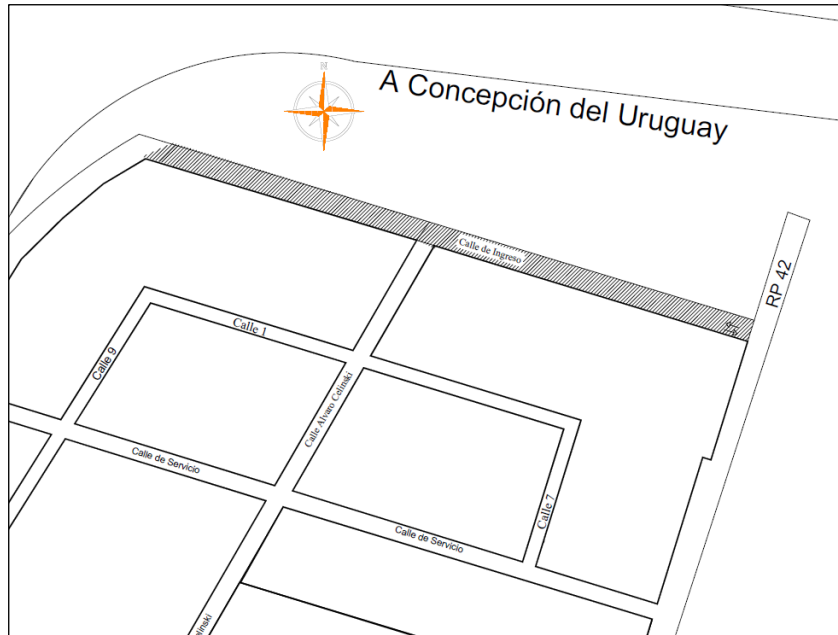 N
A Concepción del Uruguay
Calle de Ingreso
RP 42
Calle 1
Calle 9
Calle Alvaro Celinski
Calle de Servicio
Calle 7
Calle de Servicio
linski